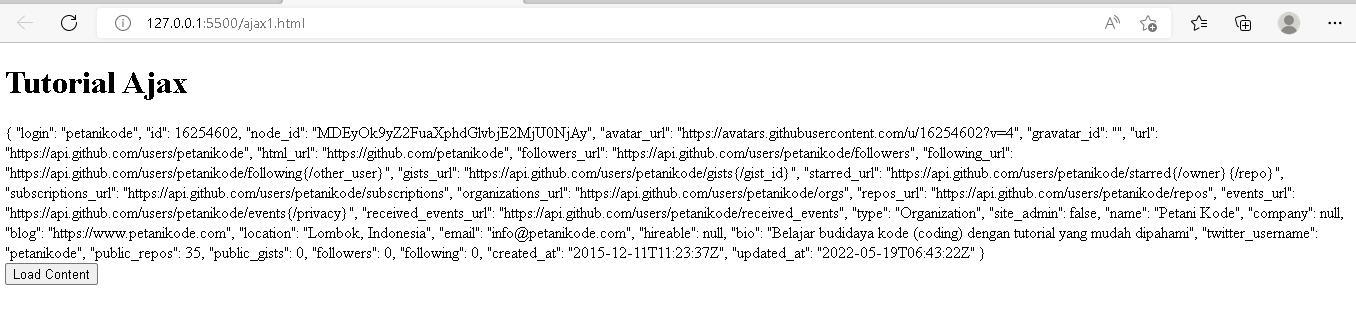 127.0.0.1:5500/ajax1.html
Tutorial Ajax
{ "login": "petanikode", "id": 16254602, "node_id": "MDEyOk9yZ2FuaXphdGlvbjE2MjU0NjAy", "avatar_url": "https://avatars.githubusercontent.com/u/16254602?v=4", "gravatar_id": "", "url":
"https://api.github.com/users/petanikode", "html_url": "https://github.com/petanikode", "followers_url": "https://api.github.com/users/petanikode/followers", "following_url":
"https://api.github.com/users/petanikode/following{/other_user}", "gists_url": "https://api.github.com/users/petanikode/gists{/gist_id}", "starred_url": "https://api.github.com/users/petanikode/starred{/owner}{/repo}",
"subscriptions_url": "https://api.github.com/users/petanikode/subscriptions", "organizations_url": "https://api.github.com/users/petanikode/orgs", "repos_url": "https://api.github.com/users/petanikode/repos", "events_url":
"https://api.github.com/users/petanikode/events{/privacy}", "received_events_url": "https://api.github.com/users/petanikode/received_events", "type": "Organization", "site_admin": false, "name": "Petani Kode", "company": null,
"blog": "https://www.petanikode.com", "location": "Lombok, Indonesia", "email": "info@petanikode.com", "hireable": null, "bio": "Belajar budidaya kode (coding) dengan tutorial yang mudah dipahami", "twitter_username":
"petanikode", "public_repos": 35, "public_gists": 0, "followers": 0, "following": 0, "created_at": "2015-12-11T11:23:37Z", "updated_at": "2022-05-19T06:43:22Z" }
Load Content